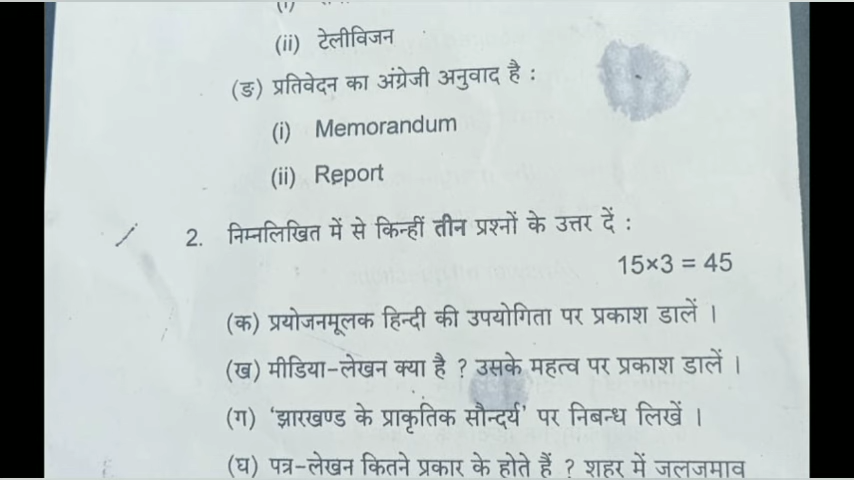 (ii) टेलीविजन
(ङ) प्रतिवेदन का अंग्रेजी अनुवाद है :
(i) Memorandum
(ii) Report
2. निम्नलिखित में से किन्हीं तीन प्रश्नों के उत्तर दें :
15×3 = 45
(क) प्रयोजनमूलक हिन्दी की उपयोगिता पर प्रकाश डालें ।
(ख) मीडिया-लेखन क्या है ? उसके महत्व पर प्रकाश डालें ।
(ग) 'झारखण्ड के प्राकृतिक सौन्दर्य' पर निबन्ध लिखें ।
(घ) पत्र-लेखन कितने प्रकार के होते हैं ? शहर में जलजमाव